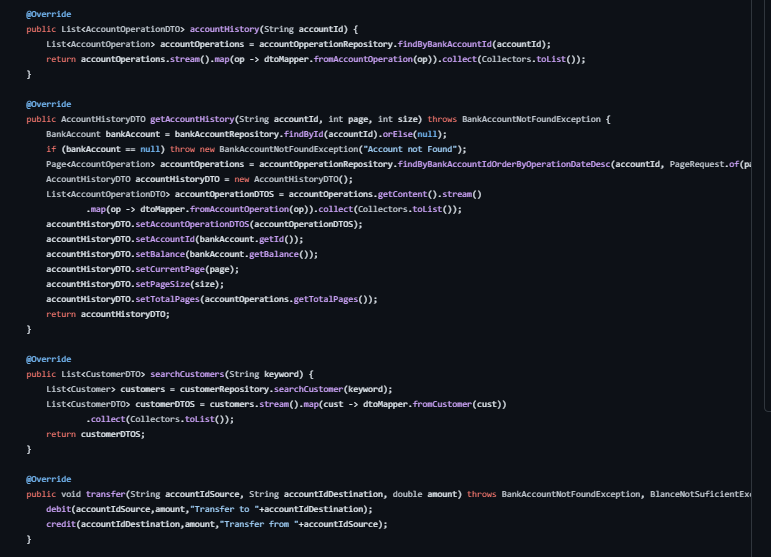 @Override
public List<AccountOperationDTO> accountHistory(String accountId) {
    List<AccountOperation> accountOperations = accountOpperationRepository.findByBankAccountId(accountId);
    return accountOperations.stream().map(op -> dtoMapper.fromAccountOperation(op)).collect(Collectors.toList());
}
@Override
public AccountHistoryDTO getAccountHistory(String accountId, int page, int size) throws BankAccountNotFoundException {
    BankAccount bankAccount = bankAccountRepository.findById(accountId).orElse(null);
    if (bankAccount == null) throw new BankAccountNotFoundException("Account not Found");
    Page<AccountOperation> accountOperations = accountOpperationRepository.findByBankAccountIdOrderByOperationDateDesc(accountId, PageRequest.of(pa
    AccountHistoryDTO accountHistoryDTO = new AccountHistoryDTO();
    List<AccountOperationDTO> accountOperationDTOS = accountOperations.getContent().stream()
            .map(op -> dtoMapper.fromAccountOperation(op)).collect(Collectors.toList());
    accountHistoryDTO.setAccountOperationDTOS(accountOperationDTOS);
    accountHistoryDTO.setAccountId(bankAccount.getId());
    accountHistoryDTO.setBalance(bankAccount.getBalance());
    accountHistoryDTO.setCurrentPage(page);
    accountHistoryDTO.setPageSize(size);
    accountHistoryDTO.setTotalPages(accountOperations.getTotalPages());
    return accountHistoryDTO;
}
@Override
public List<CustomerDTO> searchCustomers(String keyword) {
    List<Customer> customers = customerRepository.searchCustomer(keyword);
    List<CustomerDTO> customerDTOS = customers.stream().map(cust -> dtoMapper.fromCustomer(cust))
            .collect(Collectors.toList());
    return customerDTOS;
}
@Override
public void transfer(String accountIdSource, String accountIdDestination, double amount) throws BankAccountNotFoundException, BlanceNotSuficientExc
    debit(accountIdSource,amount,"Transfer to "+accountIdDestination);
    credit(accountIdDestination,amount,"Transfer from "+accountIdSource);
}